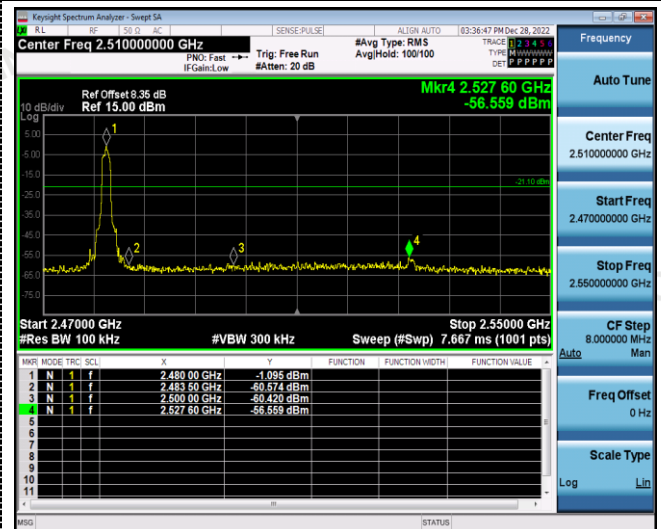 Keysight Spectrum Analyzer - Swept SA
RL RF 50 Ω AC SENSE:PULSE ALIGN AUTO 03:36:47 PM Dec 28, 2022
Center Freq 2.510000000 GHz
#Avg Type: RMS
TRACE 1 2 3 4 5 6
PNO: Fast Trig: Free Run Avg|Hold: 100/100
TYPE M WWWWW
IFGain:Low #Atten: 20 dB
DET P P P P P P
Mkr4 2.527 60 GHz
-56.559 dBm
Ref Offset 8.35 dB
10 dB/div Ref 15.00 dBm
Log
5.00
-5.00
-15.0
-25.0
-35.0
-45.0
-55.0
-65.0
-75.0
1
2
3
4
-21.10 dBm
Start 2.47000 GHz Stop 2.55000 GHz
#Res BW 100 kHz #VBW 300 kHz Sweep (#Swp) 7.667 ms (1001 pts)
MKR MODE TRC SCL X Y FUNCTION FUNCTION WIDTH FUNCTION VALUE
1 N 1 f 2.480 00 GHz -1.095 dBm
2 N 1 f 2.483 50 GHz -60.574 dBm
3 N 1 f 2.500 00 GHz -60.420 dBm
4 N 1 f 2.527 60 GHz -56.559 dBm
5
6
7
8
9
10
11
MSG STATUS
Frequency
Auto Tune
Center Freq
2.510000000 GHz
Start Freq
2.470000000 GHz
Stop Freq
2.550000000 GHz
CF Step
8.000000 MHz
Auto Man
Freq Offset
0 Hz
Scale Type
Log Lin